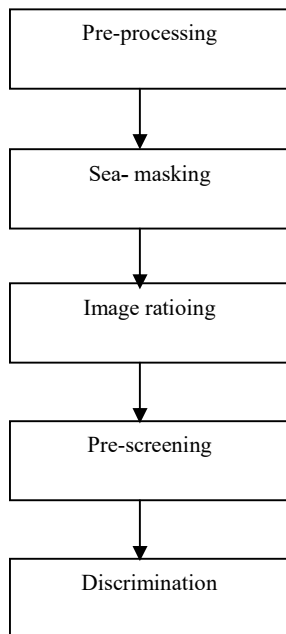 Pre-processing
Sea- masking
Image ratioing
Pre-screening
Discrimination